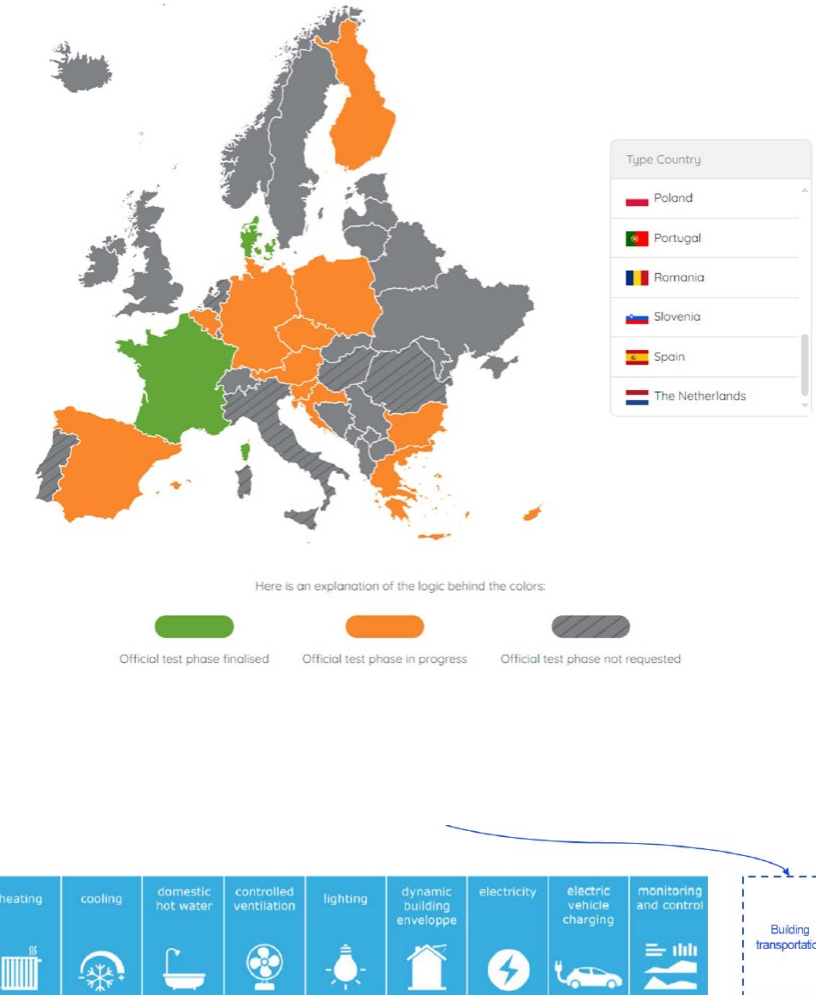 Type Country
Poland
Portugal
Romania
Slovenia
Spain
The Netherlands
Here is an explanation of the logic behind the colors:
Official test phase finalised
Official test phase in progress
Official test phase not requested
heating
cooling
domestic
hot water
controlled
ventilation
lighting
dynamic
building
enveloppe
electricity
electric
vehicle
charging
monitoring
and control
Building